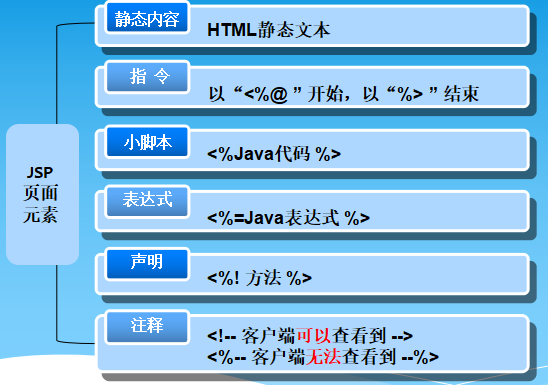 静态内容
HTML静态文本
指 令
以“<%@ ”开始，以“%> ”结束
小脚本
<%Java代码 %>
JSP
页面
元素
表达式
<%=Java表达式 %>
声明
<%! 方法 %>
注释
<!-- 客户端可以查看到 -->
<%-- 客户端无法查看到 --%>